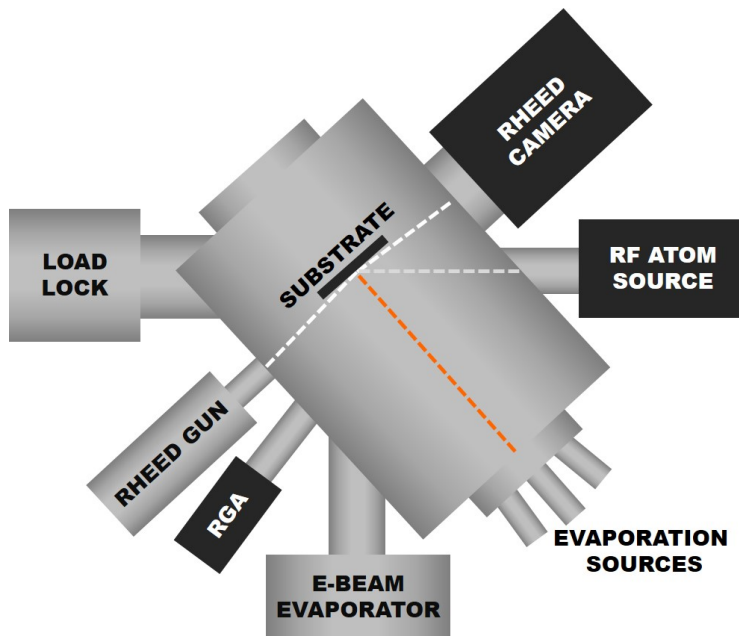 RHEED
CAMERA
SUBSTRATE
LOAD
LOCK
RF ATOM
SOURCE
RHEED GUN
RGA
EVAPORATION
SOURCES
E-BEAM
EVAPORATOR